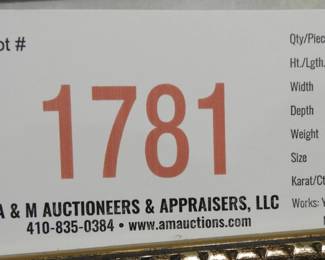 ot #
1781
A & M AUCTIONEERS & APPRAISERS, LLC
410-835-0384 • www.amauctions.com
Qty/Piec
Ht./Lgth.
Width
Depth
Weight
Size
Karat/Ct
Works: Y